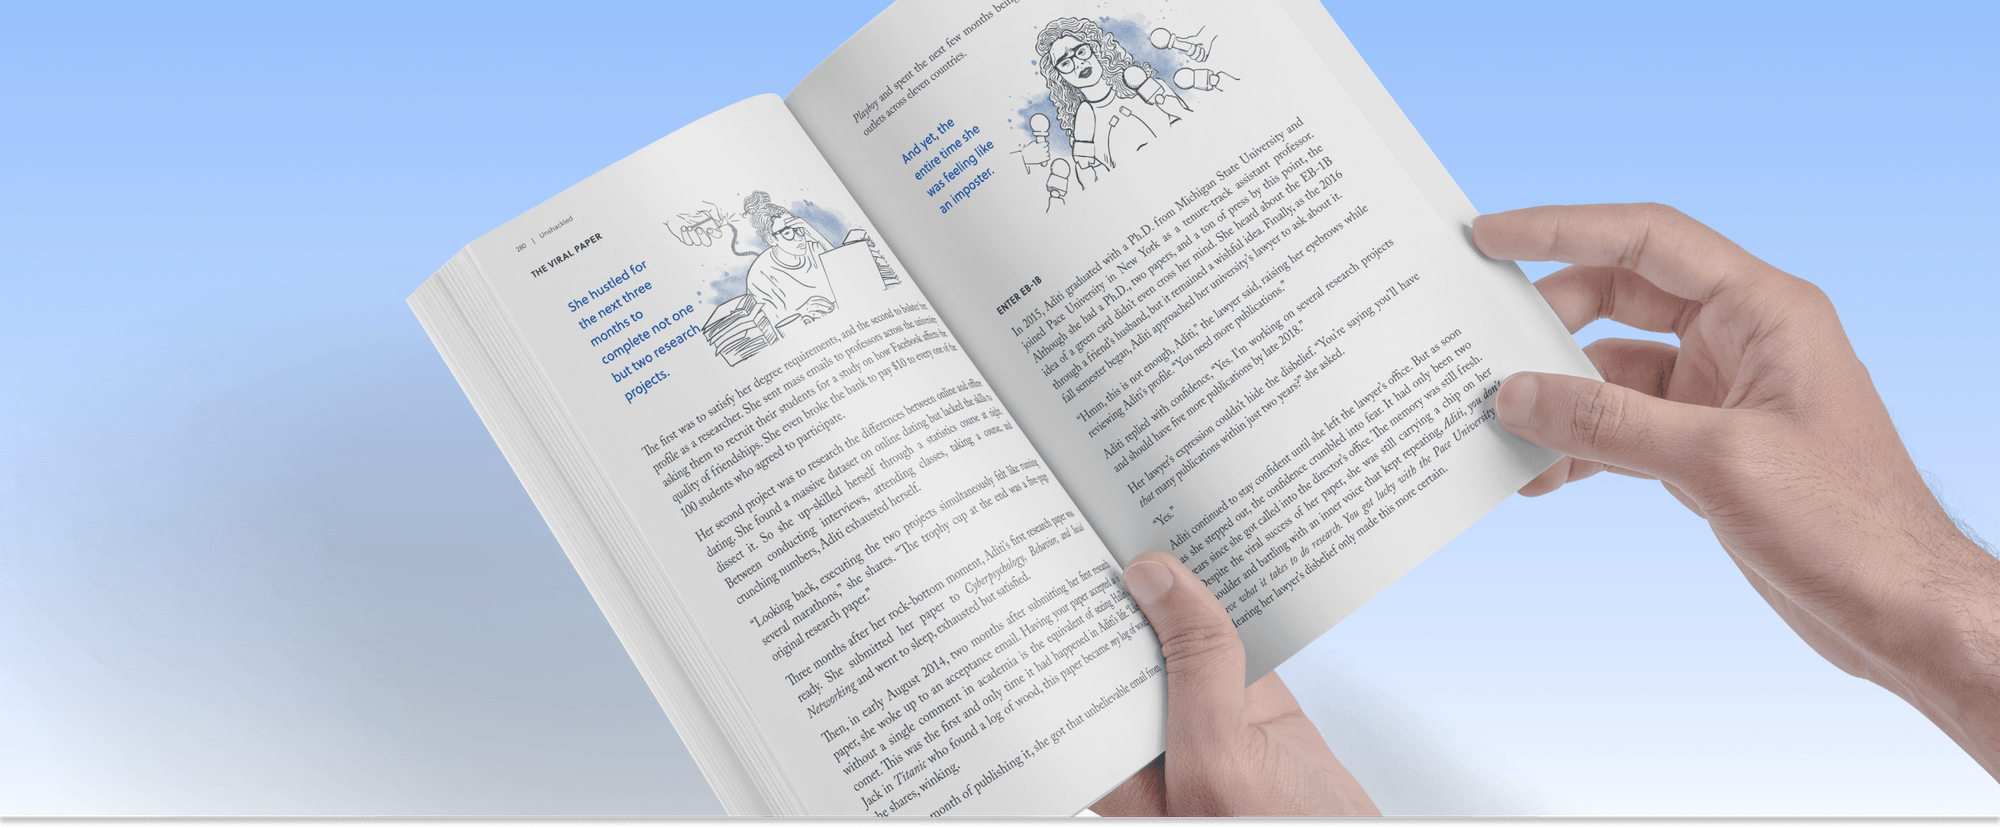 280 | Unshackled
THE VIRAL PAPER
She hustled for
the next three
months to
complete not one
but two research
projects.
The first was to satisfy her degree requirements, and the second to bolster her
profile as a researcher. She sent mass emails to professors across the university
asking them to recruit their students for a study on how Facebook affects the
quality of friendships. She even broke the bank to pay $10 to every one of the
100 students who agreed to participate.
Her second project was to research the differences between online and offline
dating. She found a massive dataset on online dating but lacked the skills to
dissect it. So she up-skilled herself through a statistics course at night.
Between conducting interviews, attending classes, taking a course, and
crunching numbers, Aditi exhausted herself.
"Looking back, executing the two projects simultaneously felt like running
several marathons," she shares. "The trophy cup at the end was a five-page,
original research paper."
Three months after her rock-bottom moment, Aditi's first research paper was
ready. She submitted her paper to Cyberpsychology, Behavior, and Social
Networking and went to sleep, exhausted but satisfied.
Then, in early August 2014, two months after submitting her first research
paper, she woke up to an acceptance email. Having your paper accepted
without a single comment in academia is the equivalent of seeing
comet. This was the first and only time it had happened in Aditi's life.
Jack in Titanic who found a log of wood, this paper became my log of
he shares, winking.
month of publishing it, she got that unbelievable email from
Playboy and spent the next few months being
outlets across eleven countries.
And yet, the
entire time she
was feeling like
an imposter.
ENTER EB-1B
In 2015, Aditi graduated with a Ph.D. from Michigan State University and
joined Pace University in New York as a tenure-track assistant professor.
Although she had a Ph.D., two papers, and a ton of press by this point, the
idea of a green card didn't even cross her mind. She heard about the EB-1B
through a friend's husband, but it remained a wishful idea. Finally, as the 2016
fall semester began, Aditi approached her university's lawyer to ask about it.
"Hmm, this is not enough, Aditi," the lawyer said, raising her eyebrows while
reviewing Aditi's profile. "You need more publications."
Aditi replied with confidence, "Yes, I'm working on several research projects
and should have five more publications by late 2018."
Her lawyer's expression couldn't hide the disbelief. "You're saying you'll have
that many publications within just two years?" she asked.
"Yes."
Aditi continued to stay confident until she left the lawyer's office. But as soon
as she stepped out, the confidence crumbled into fear. It had only been two
years since she got called into the director's office. The memory was still fresh.
Despite the viral success of her paper, she was still carrying a chip on her
houlder and battling with an inner voice that kept repeating, Aditi, you don't
ve what it takes to do research. You got lucky with the Pace University
Hearing her lawyer's disbelief only made this more certain.